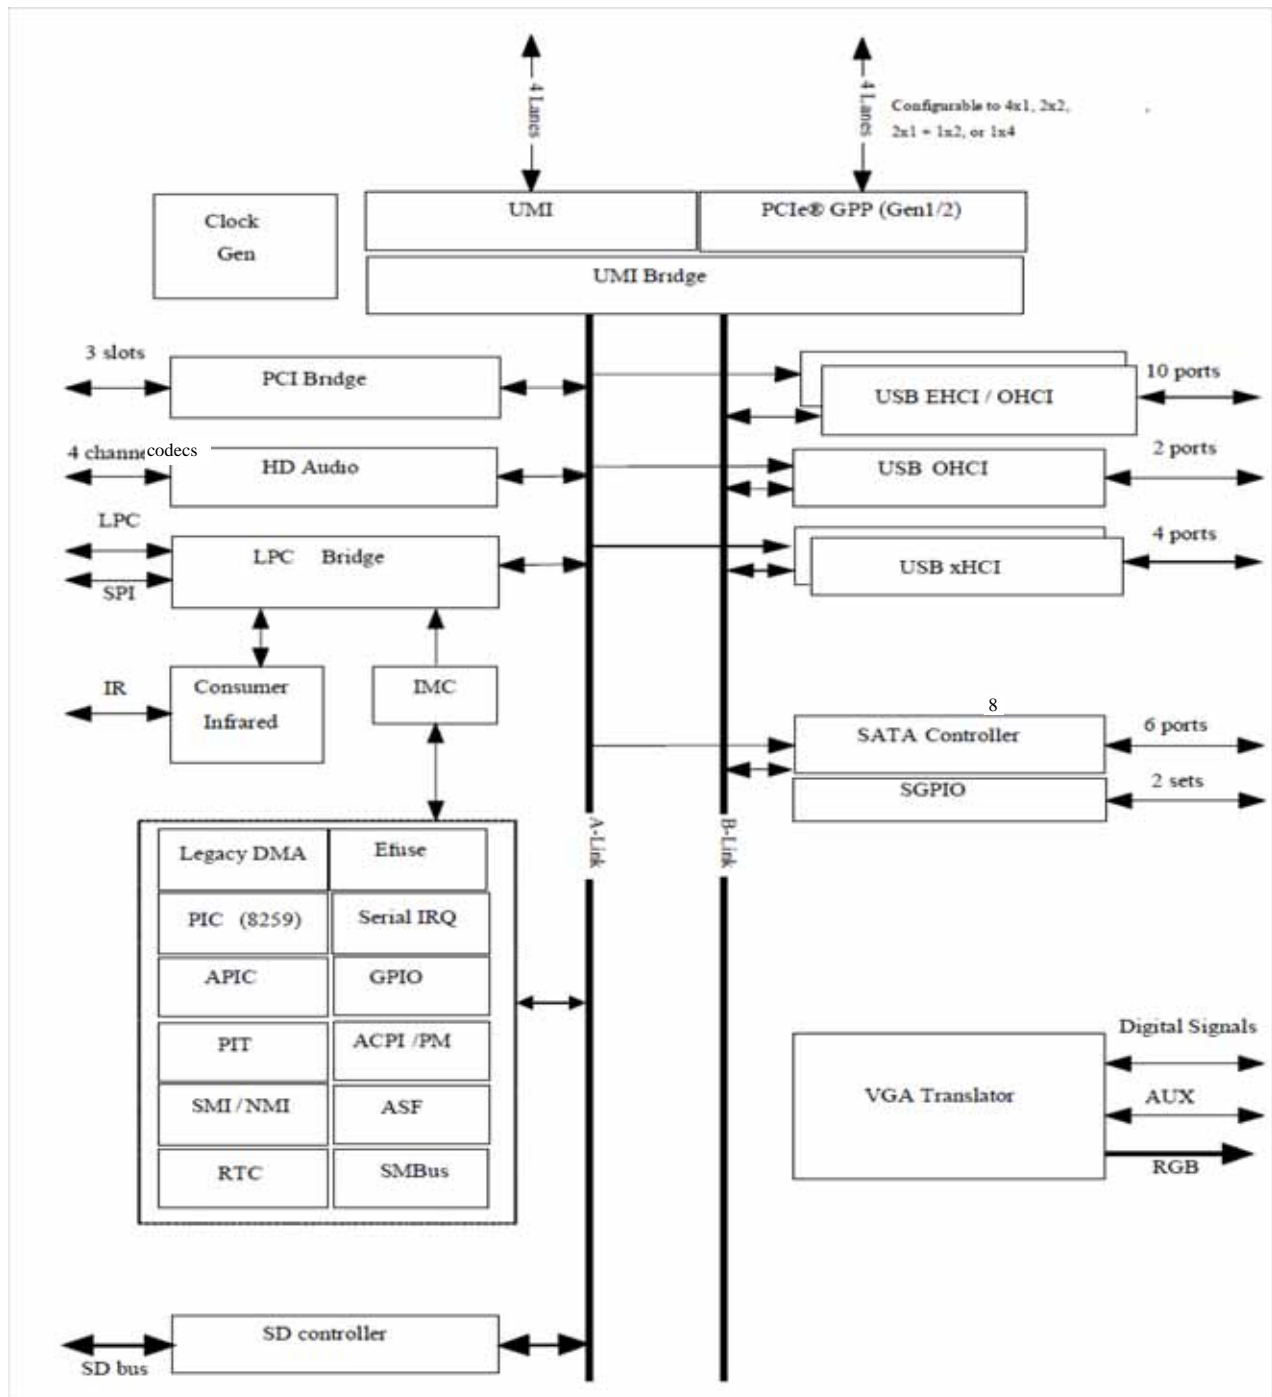 4 Lanes
4 Lanes
Configurable to 4x1, 2x2,
2x1 + 1x2, or 1x4
Clock
Gen
UMI
PCIe® GPP (Gen1/2)
UMI Bridge
3 slots
PCI Bridge
10 ports
USB EHCI / OHCI
codecs
HD Audio
2 ports
USB OHCI
LPC
LPC Bridge
SPI
4 ports
USB xHCI
IR
Consumer
Infrared
IMC
8
SATA Controller
6 ports
SGPIO
2 sets
A-Link
B-Link
Legacy DMA
Efuse
PIC (8259)
Serial IRQ
APIC
GPIO
PIT
ACPI /PM
SMI / NMI
ASF
RTC
SMBus
VGA Translator
Digital Signals
AUX
RGB
SD controller
SD bus